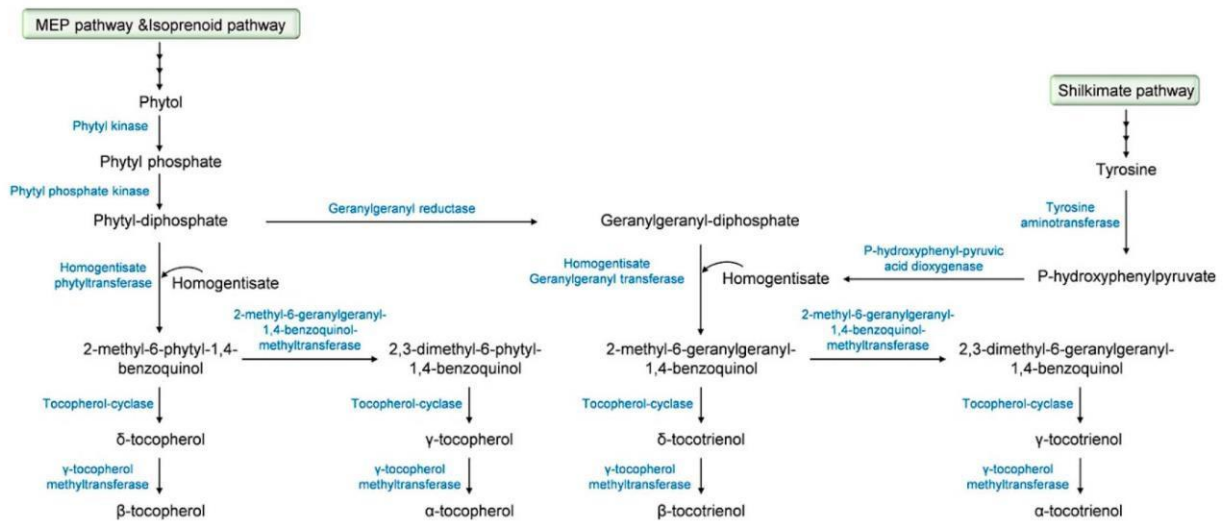 MEP pathway &Isoprenoid pathway
Phytol
Phytyl kinase
Phytyl phosphate
Phytyl phosphate kinase
Phytyl-diphosphate
Geranylgeranyl reductase
Geranylgeranyl-diphosphate
Shilkimate pathway
Tyrosine
Tyrosine
aminotransferase
P-hydroxyphenylpyruvate
P-hydroxyphenyl-pyruvic
acid dioxygenase
Homogentisate
phytyltransferase
Homogentisate
Homogentisate
Geranylgeranyl transferase
Homogentisate
2-methyl-6-phytyl-1,4-
benzoquinol
2-methyl-6-geranylgeranyl-
1,4-benzoquinol-
methyltransferase
2,3-dimethyl-6-phytyl-
1,4-benzoquinol
2-methyl-6-geranylgeranyl-
1,4-benzoquinol
2-methyl-6-geranylgeranyl-
1,4-benzoquinol-
methyltransferase
2,3-dimethyl-6-geranylgeranyl-
1,4-benzoquinol
Tocopherol-cyclase
Tocopherol-cyclase
Tocopherol-cyclase
Tocopherol-cyclase
δ-tocopherol
γ-tocopherol
δ-tocotrienol
γ-tocotrienol
γ-tocopherol
methyltransferase
γ-tocopherol
methyltransferase
γ-tocopherol
methyltransferase
γ-tocopherol
methyltransferase
β-tocopherol
α-tocopherol
β-tocotrienol
α-tocotrienol